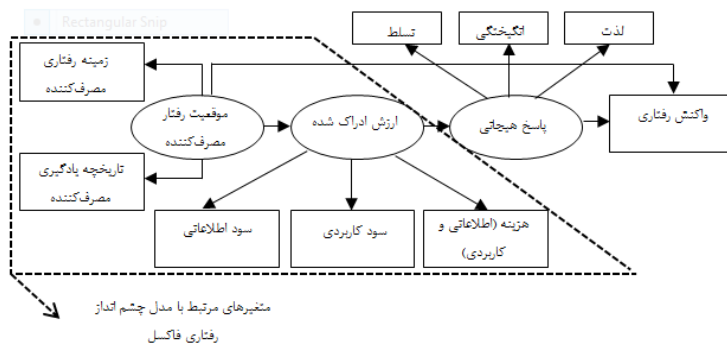 Rectangular Snip
لذت
انگیختگی
تسلط
زمینه رفتاری
مصرف‌کننده
موقعیت رفتار
مصرف‌کننده
ارزش ادراک شده
پاسخ هیجانی
واکنش رفتاری
تاریخچه یادگیری
مصرف‌کننده
سود اطلاعاتی
سود کاربردی
هزینه (اطلاعاتی و
کاربردی)
متغیرهای مرتبط با مدل چشم انداز
رفتاری فاکسل